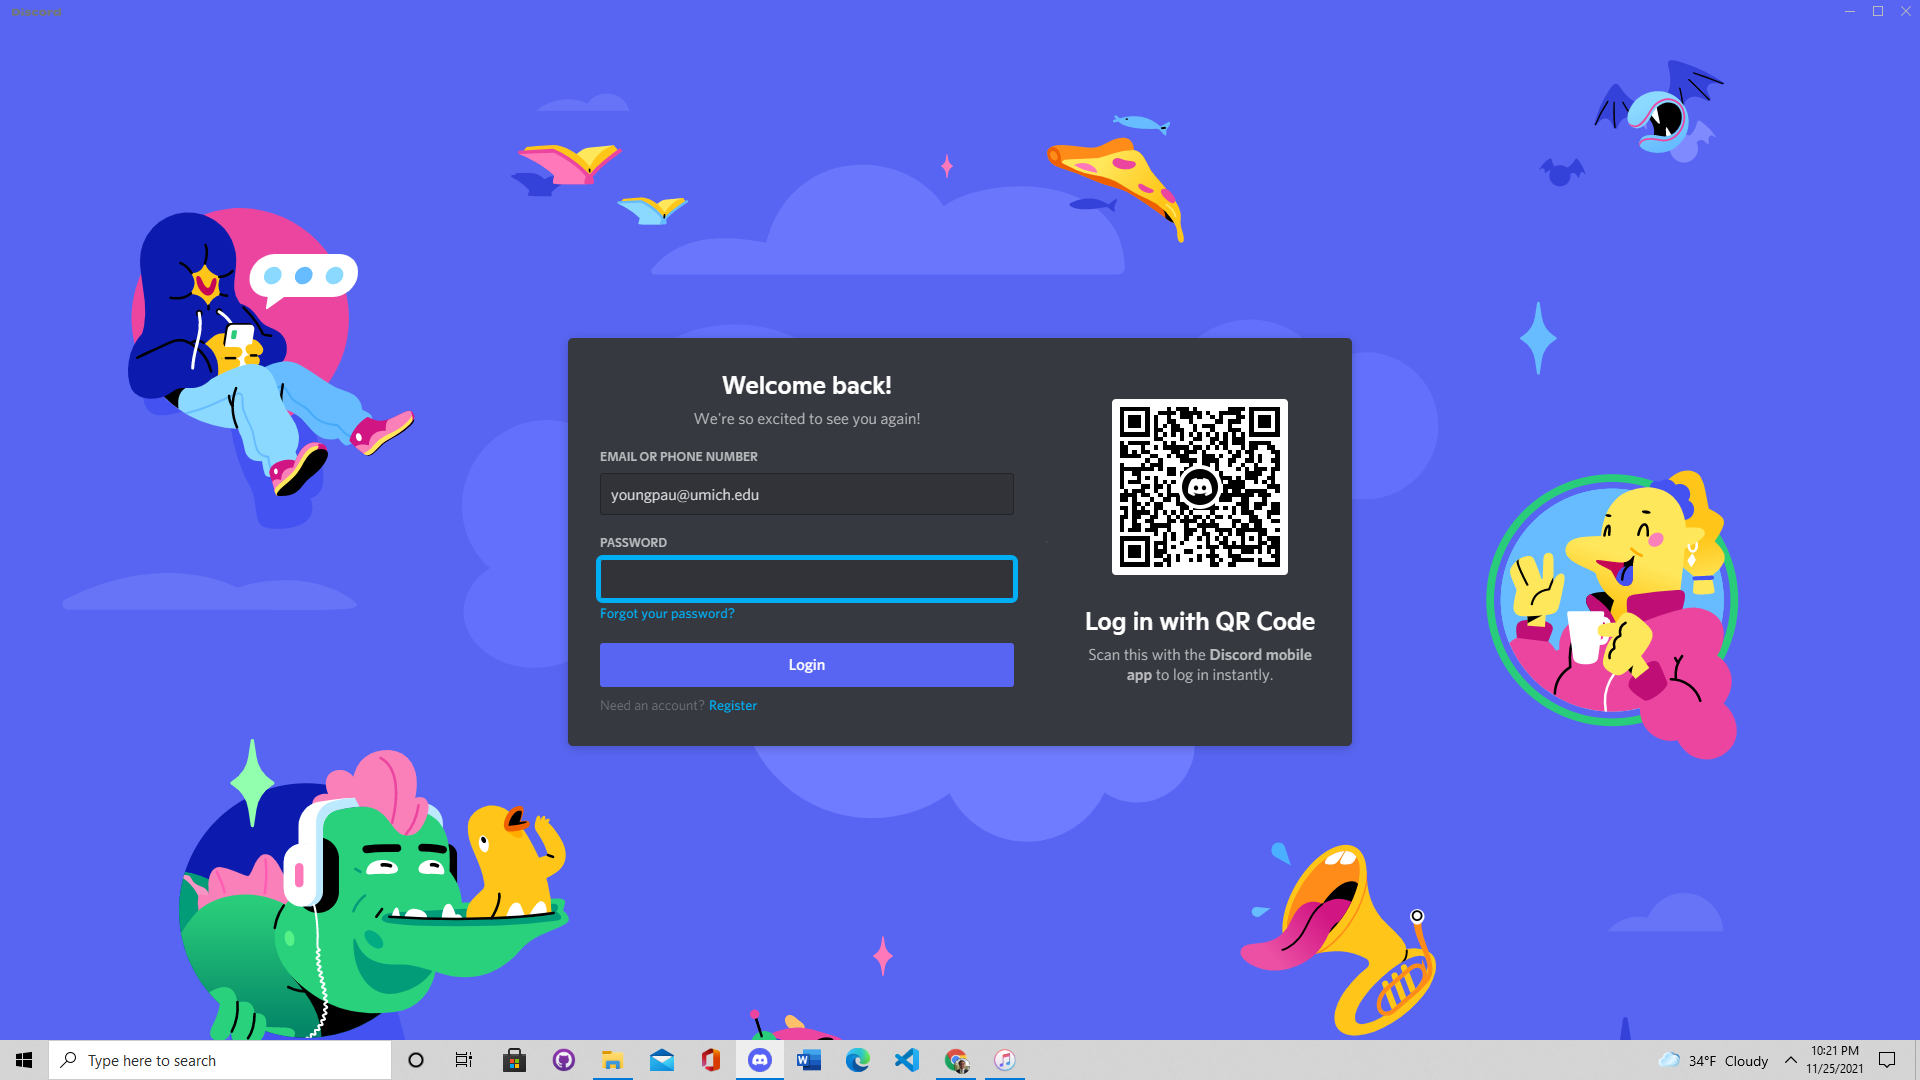 Discord
Welcome back!
We're so excited to see you again!
EMAIL OR PHONE NUMBER
youngpau@umich.edu
PASSWORD
Forgot your password?
Login
Need an account? Register
Log in with QR Code
Scan this with the Discord mobile
app to log in instantly.
Type here to search
W
34°F Cloudy
10:21 PM
11/25/2021